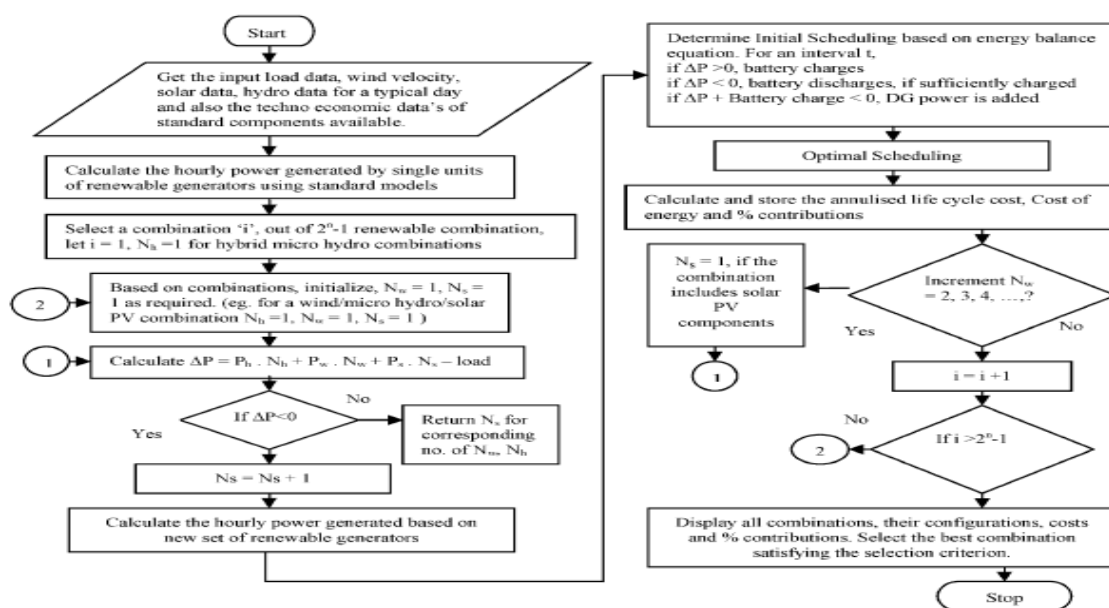 Start
Get the input load data, wind velocity,
solar data, hydro data for a typical day
and also the techno economic data's of
standard components available.
Calculate the hourly power generated by single units
of renewable generators using standard models
Select a combination 'i', out of 2ⁿ-1 renewable combination,
let i = 1, Nₕ =1 for hybrid micro hydro combinations
2
Based on combinations, initialize, N_w = 1, Nₛ =
1 as required. (eg. for a wind/micro hydro/solar
PV combination Nₕ =1, N_w = 1, Nₛ = 1 )
1
Calculate ΔP = Pₕ . Nₕ + P_w . N_w + Pₛ . Nₛ – load
If ΔP<0
No
Yes
Return Nₛ for
corresponding
no. of N_w, Nₕ
Ns = Ns + 1
Calculate the hourly power generated based on
new set of renewable generators
Determine Initial Scheduling based on energy balance
equation. For an interval t,
if ΔP >0, battery charges
if ΔP < 0, battery discharges, if sufficiently charged
if ΔP + Battery charge < 0, DG power is added
Optimal Scheduling
Calculate and store the annulised life cycle cost, Cost of
energy and % contributions
Nₛ = 1, if the
combination
includes solar
PV
components
Increment N_w
= 2, 3, 4, ...,?
Yes
No
1
i = i +1
No
If i >2ⁿ-1
2
Display all combinations, their configurations, costs
and % contributions. Select the best combination
satisfying the selection criterion.
Stop